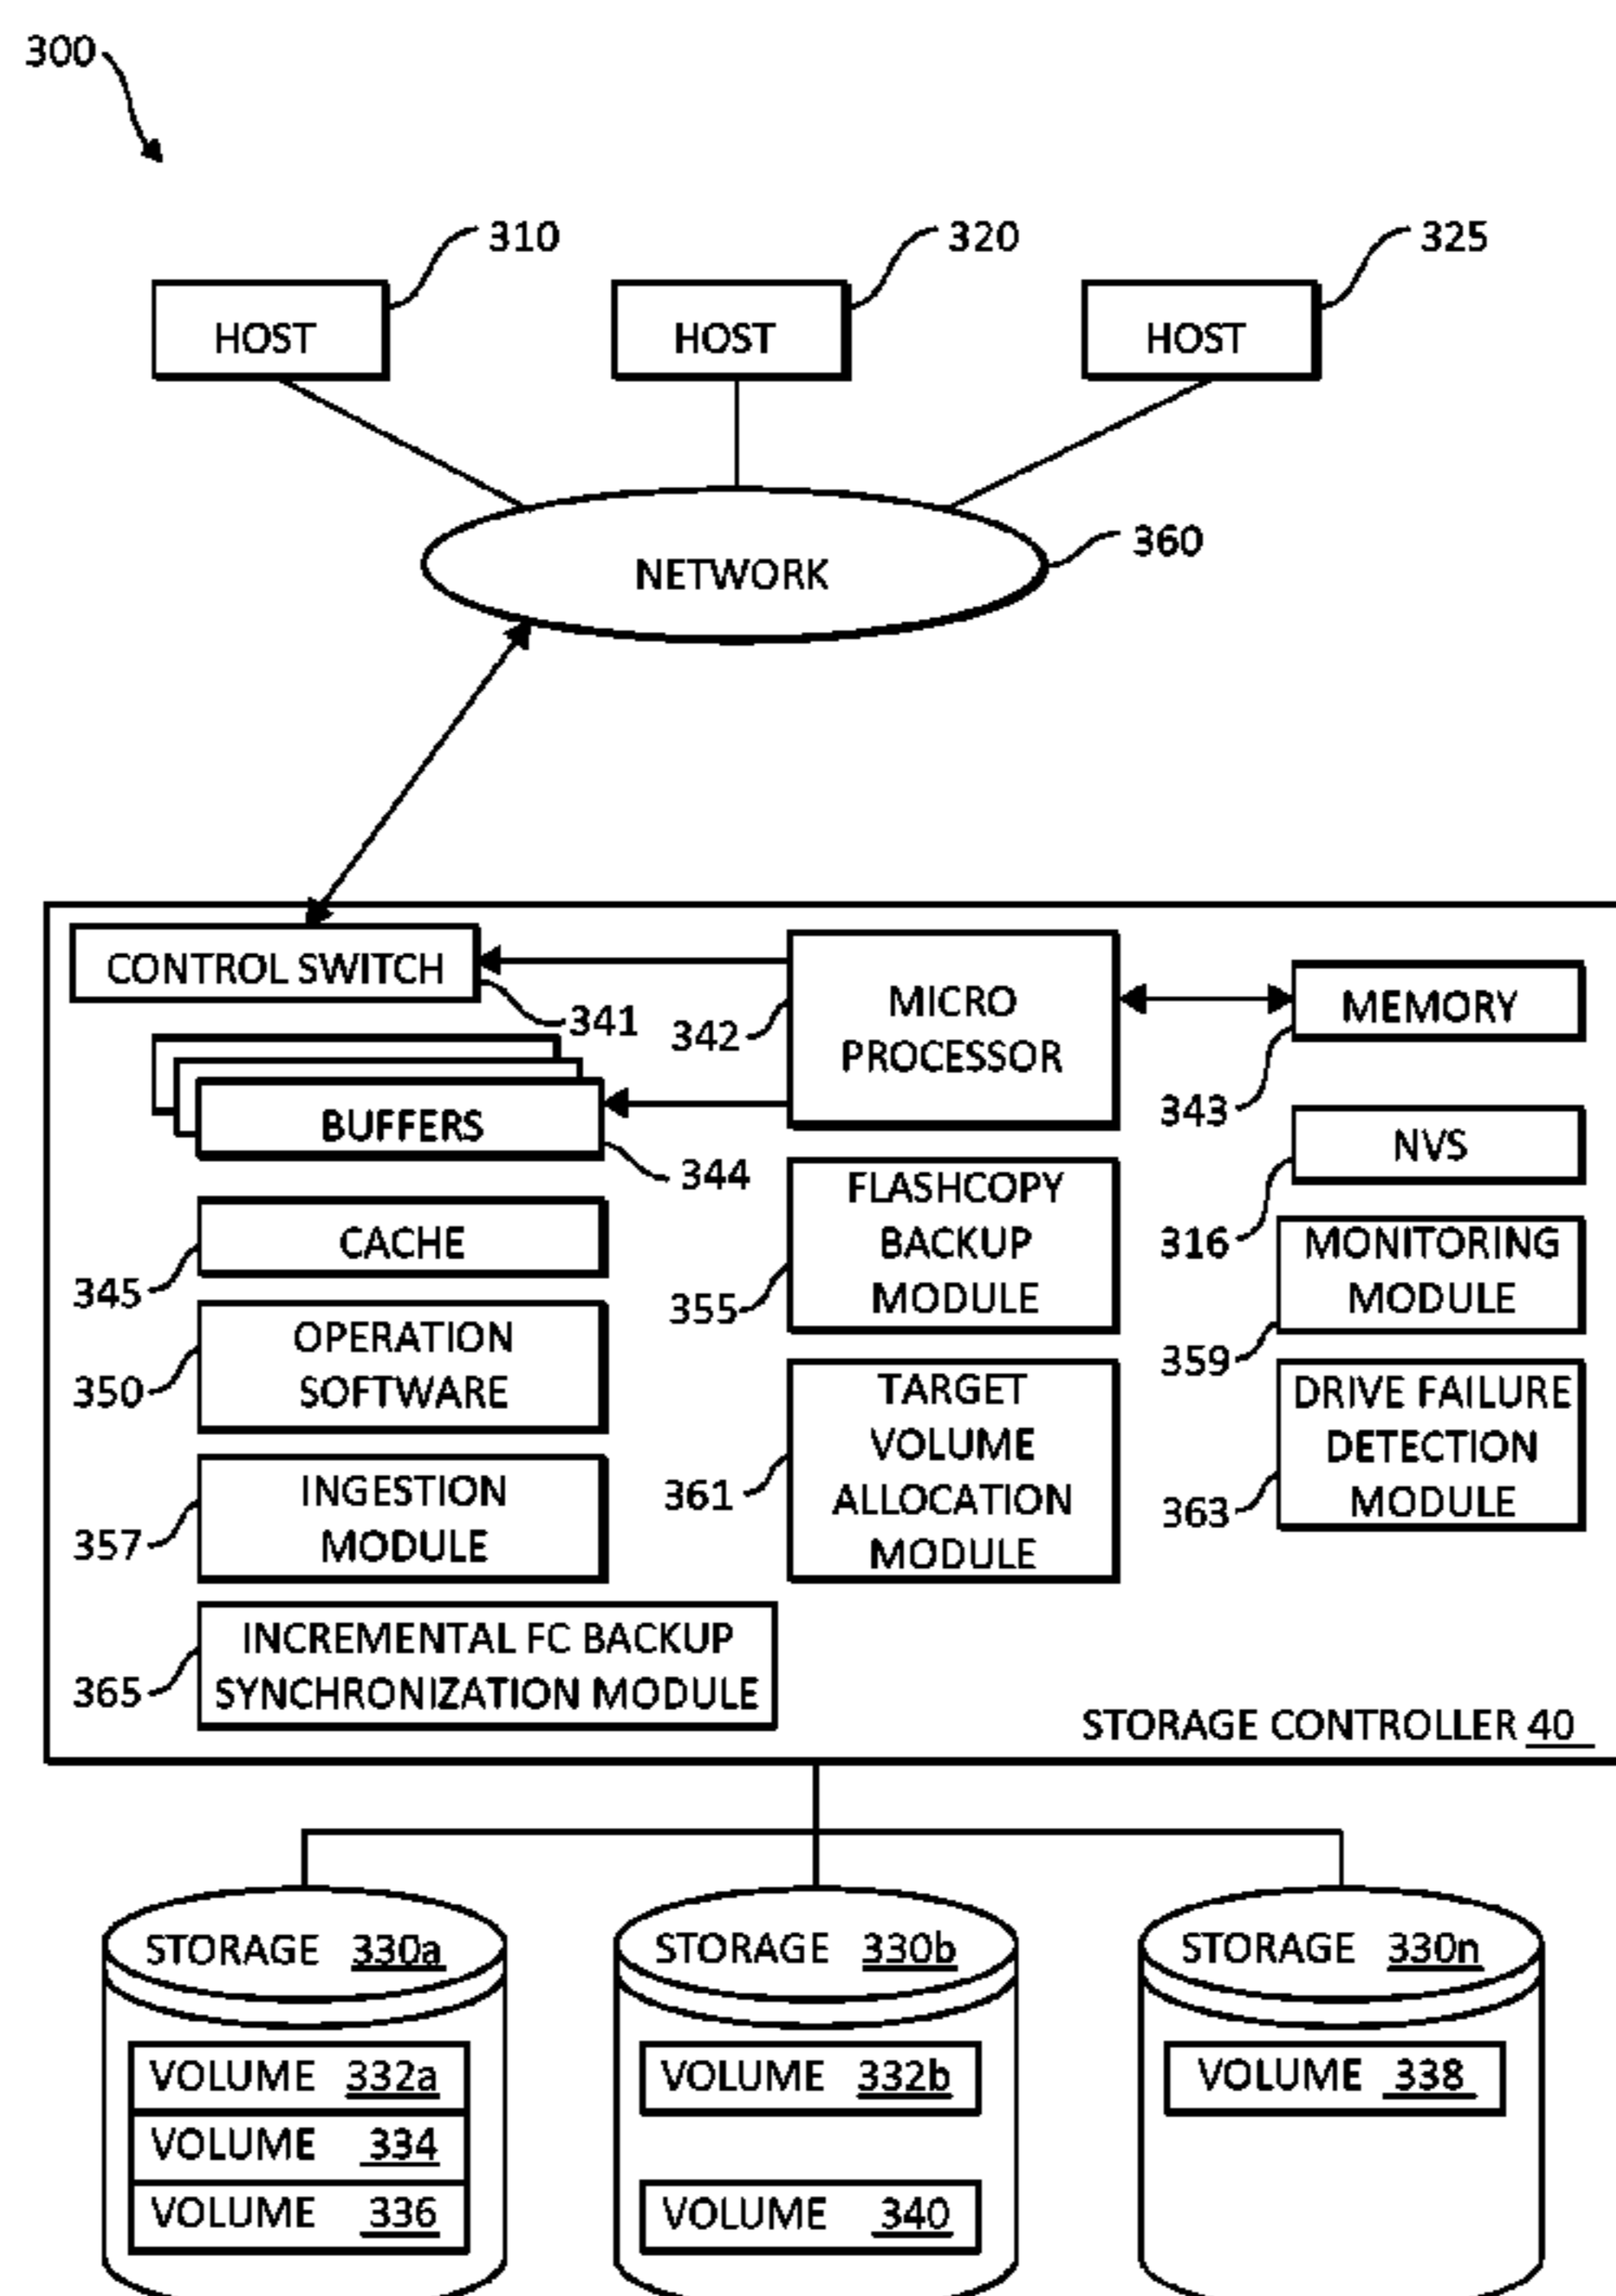 300
310
320
325
HOST
HOST
HOST
360
NETWORK
CONTROL SWITCH
341
342
MICRO
PROCESSOR
MEMORY
343
BUFFERS
344
NVS
316
CACHE
345
FLASHCOPY
BACKUP
MODULE
355
MONITORING
MODULE
359
OPERATION
SOFTWARE
350
TARGET
VOLUME
ALLOCATION
MODULE
361
DRIVE FAILURE
DETECTION
MODULE
363
INGESTION
MODULE
357
INCREMENTAL FC BACKUP
SYNCHRONIZATION MODULE
365
STORAGE CONTROLLER 40
STORAGE 330a
VOLUME 332a
VOLUME 334
VOLUME 336
STORAGE 330b
VOLUME 332b
VOLUME 340
STORAGE 330n
VOLUME 338